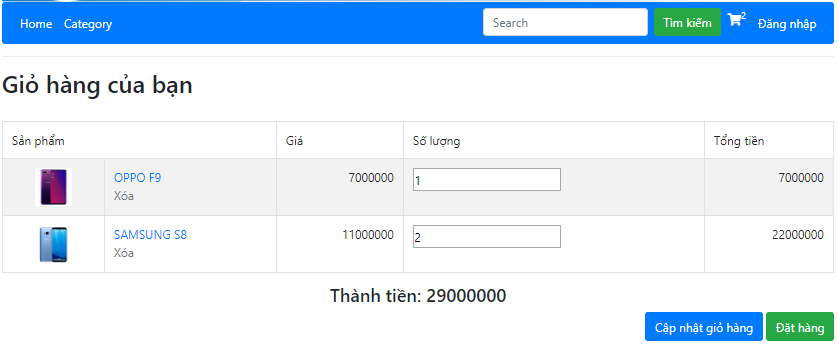 Home Category Search Tìm kiếm 2 Đăng nhập
Giỏ hàng của bạn
Sản phẩm Giá Số lượng Tổng tiền
OPPO F9 7000000 1 7000000
Xóa
SAMSUNG S8 11000000 2 22000000
Xóa
Thành tiền: 29000000
Cập nhật giỏ hàng Đặt hàng